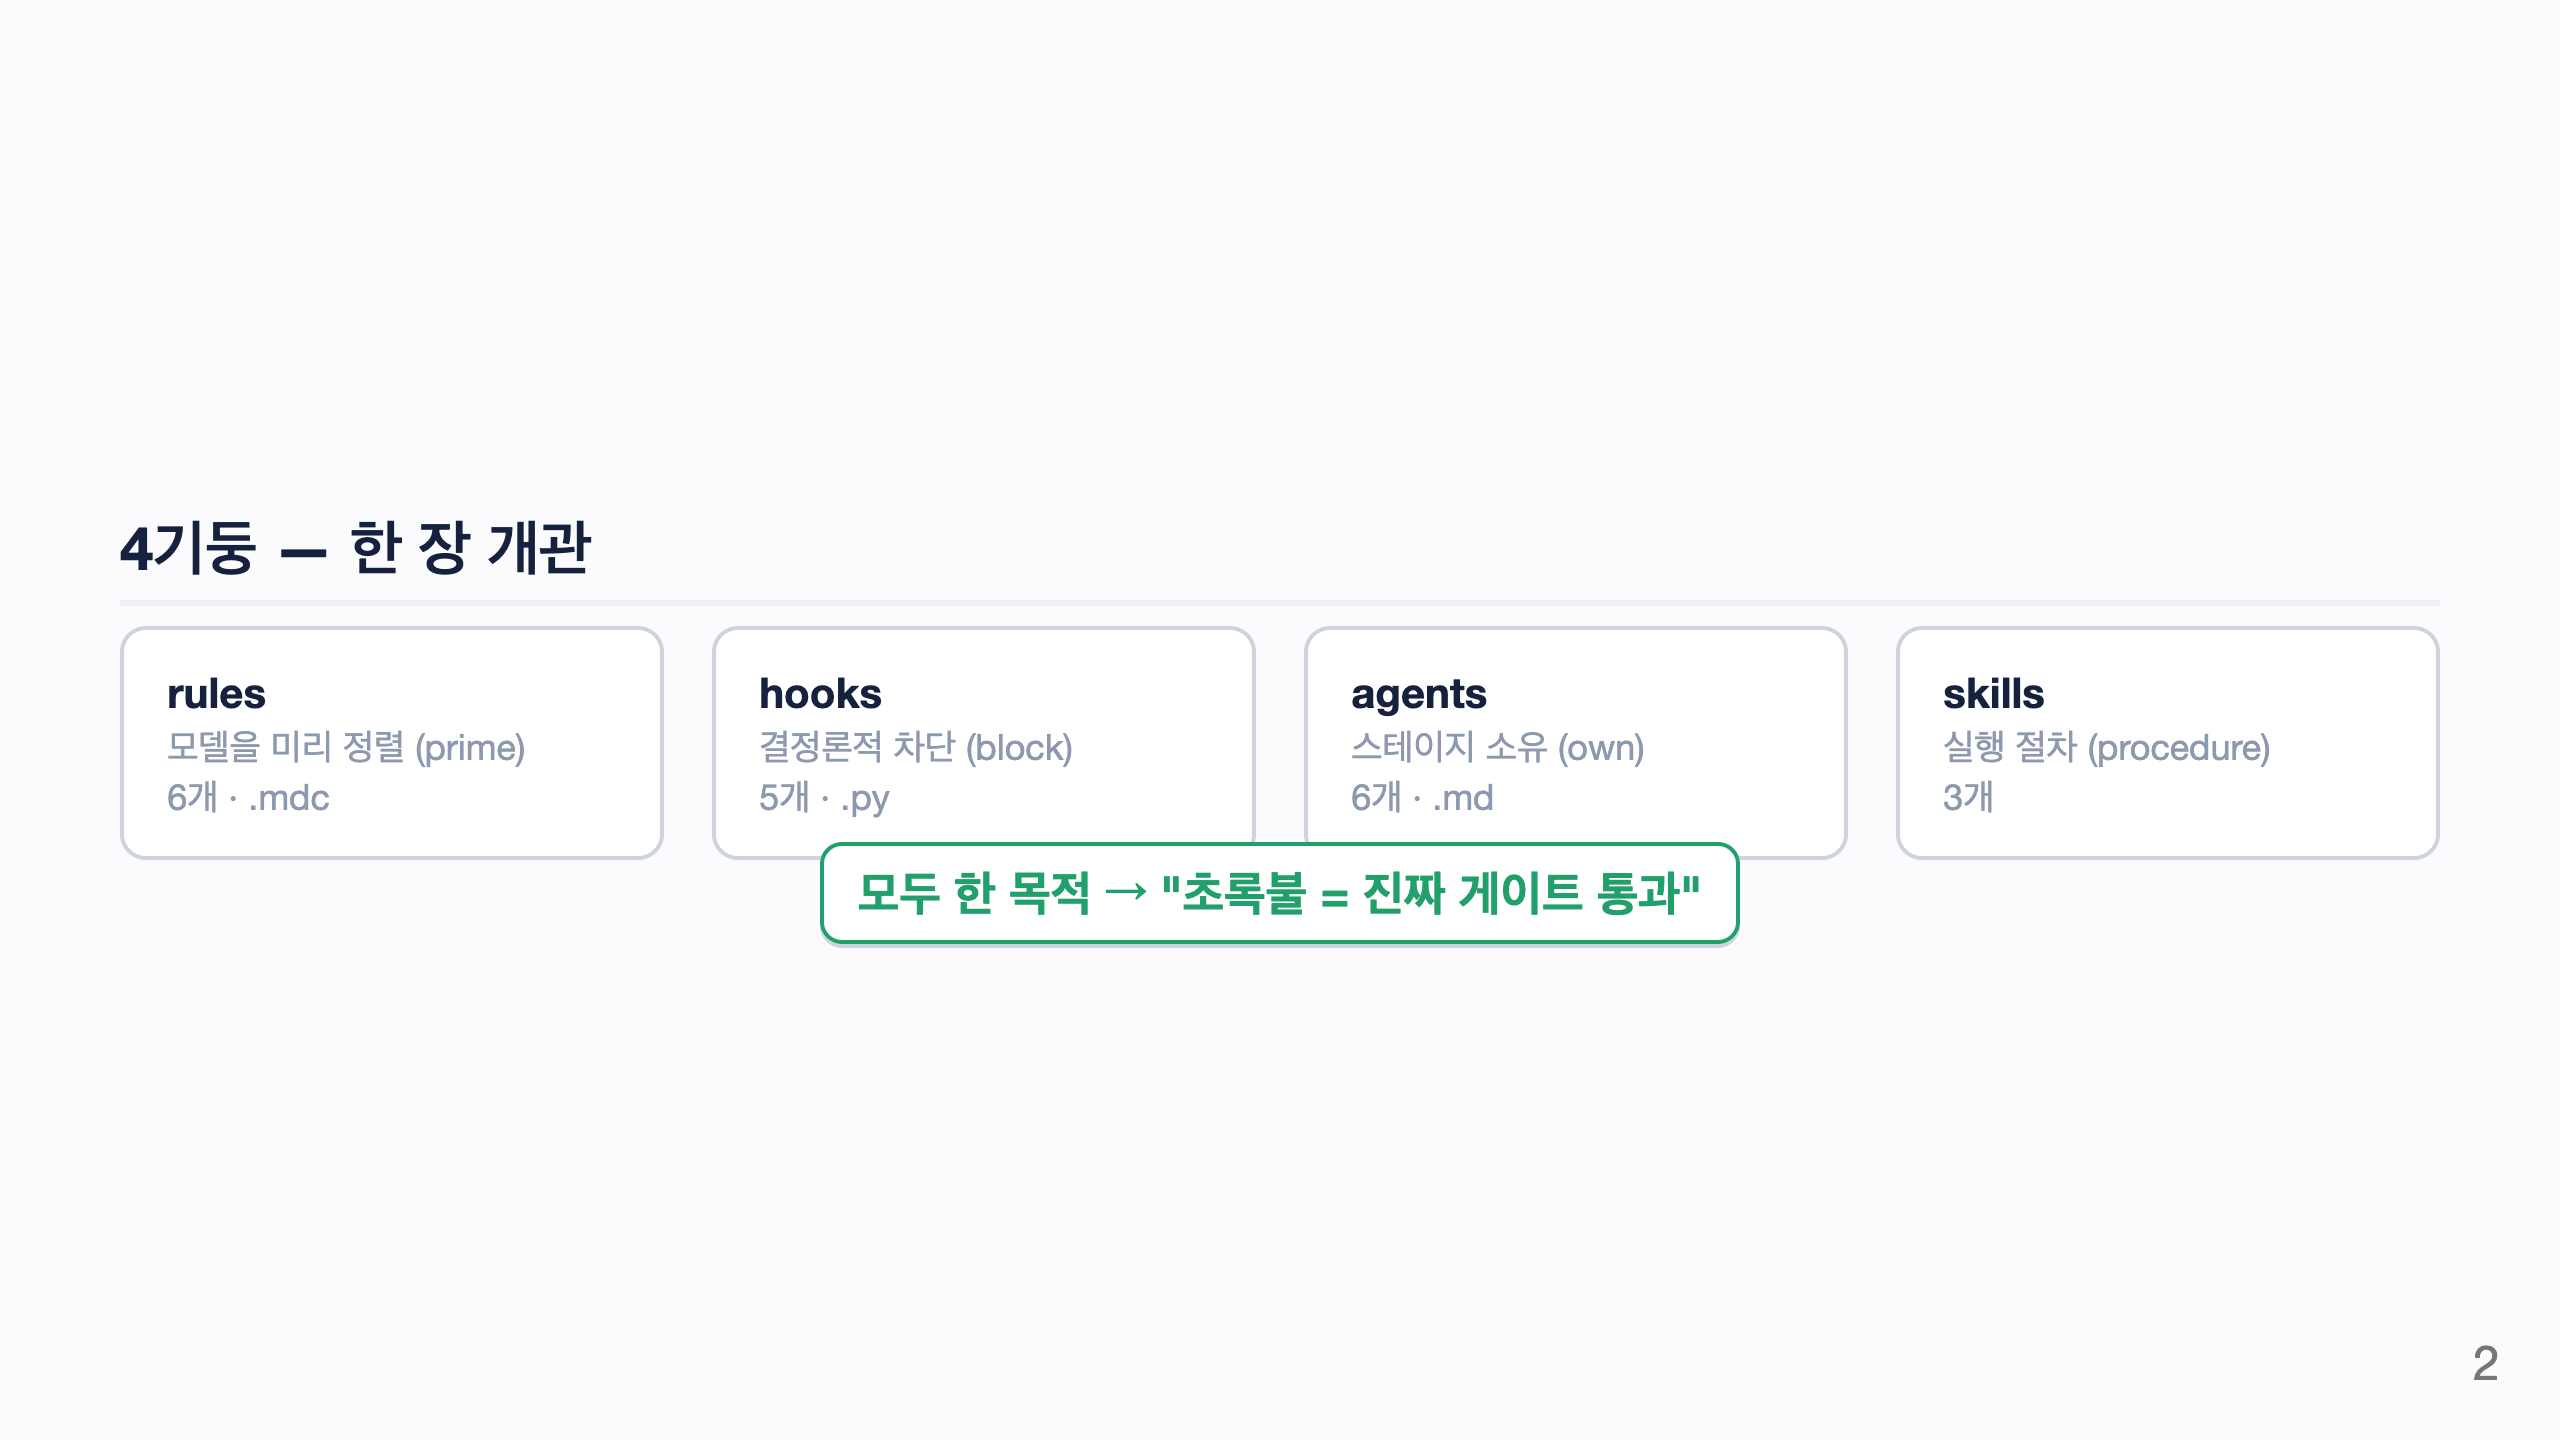 4기둥 — 한 장 개관
rules
모델을 미리 정렬 (prime)
6개 · .mdc
hooks
결정론적 차단 (block)
5개 · .py
agents
스테이지 소유 (own)
6개 · .md
skills
실행 절차 (procedure)
3개
모두 한 목적 → "초록불 = 진짜 게이트 통과"
2